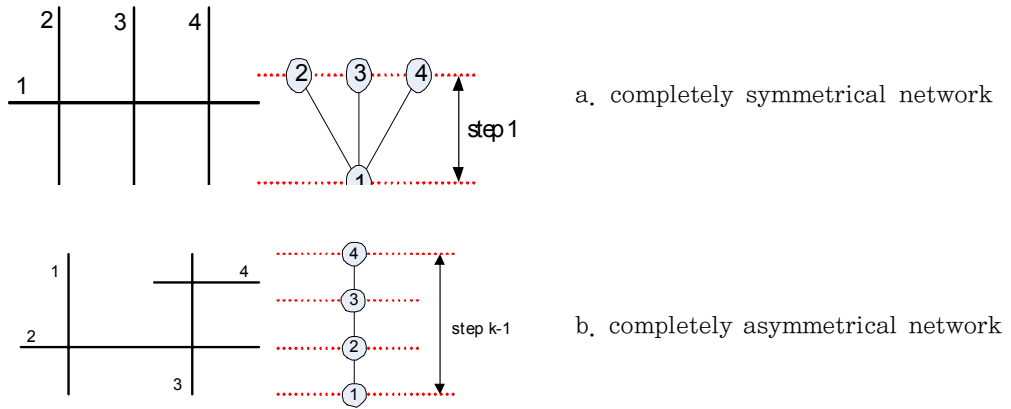 2 3 4
1
2 3 4
step 1
1
a. completely symmetrical network
1 4
2
3
4
3
2
1
step k-1
b. completely asymmetrical network